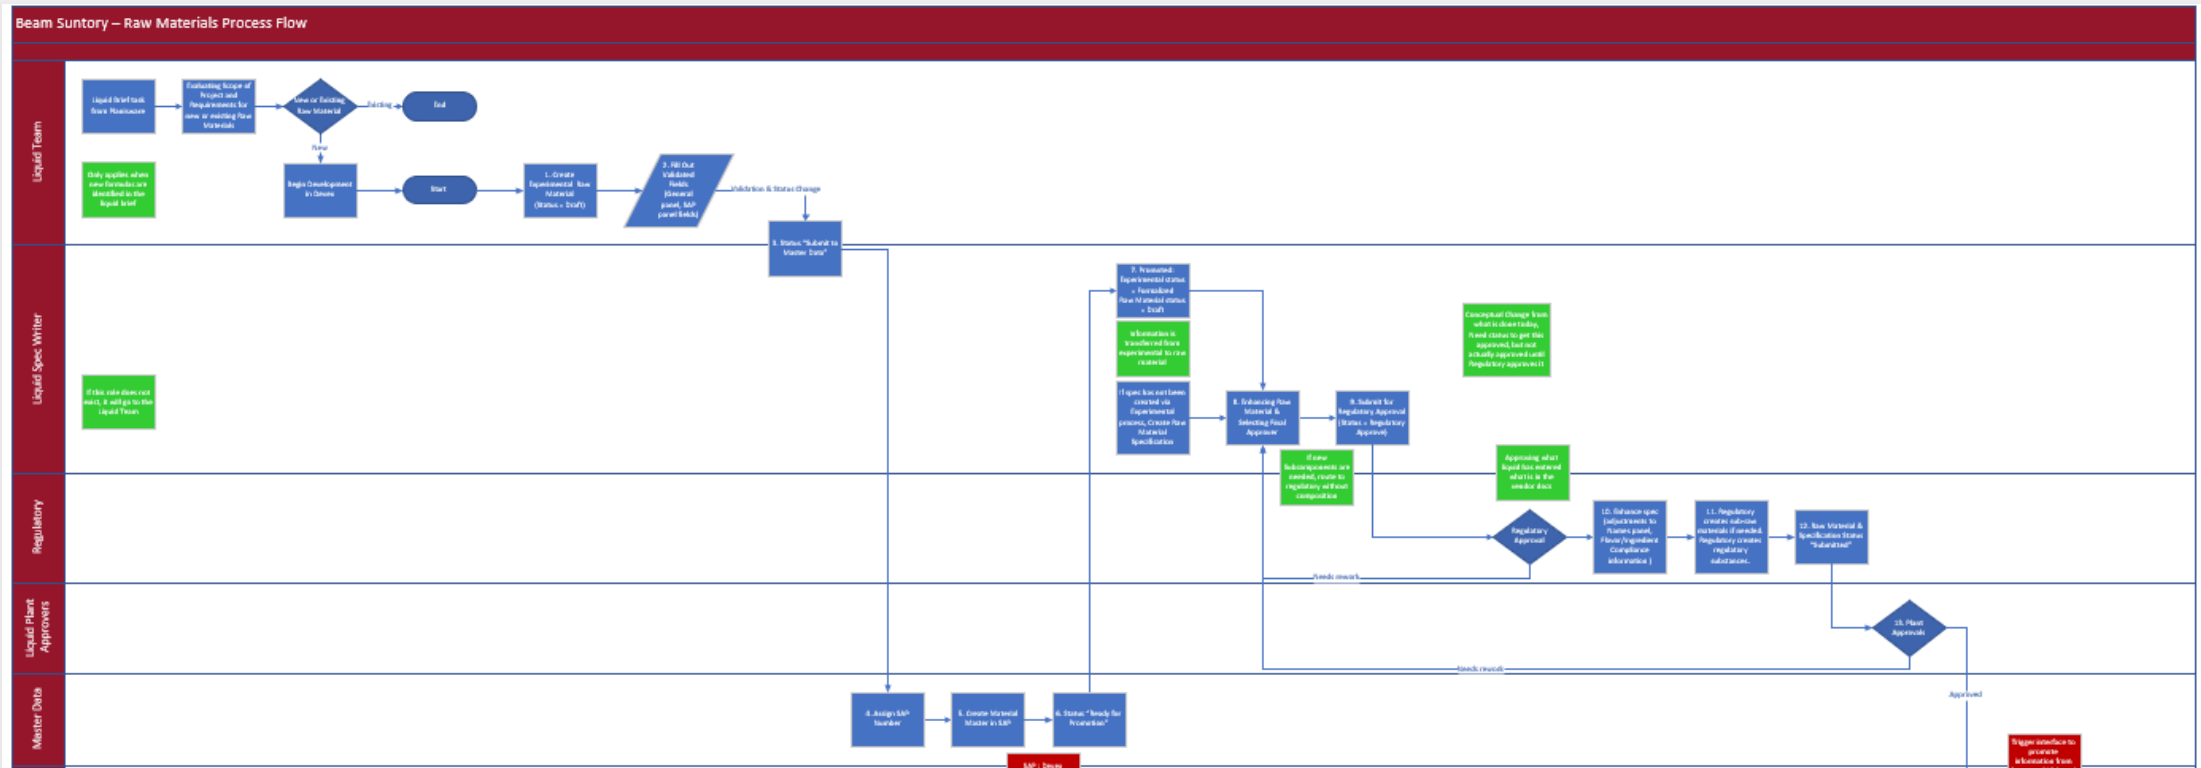 Beam Suntory – Raw Materials Process Flow
Liquid Team
Liquid Brief task
from Planisware
Evaluating Scope of
Project and
Requirements for
new or existing Raw
Materials
New or Existing
Raw Material
Existing
End
New
Only applies when
new formulas are
identified in the
liquid brief
Begin Development
in Devex
Start
1. Create
Experimental Raw
Material
(Status = Draft)
2. Fill Out
Validated
Fields
(General
panel, SAP
panel fields)
Validation & Status Change
3. Status "Submit to
Master Data"
Liquid Spec Writer
If this role does not
exist, it will go to the
Liquid Team
7. Promoted:
Experimental status
= Formalized
Raw Material status
= Draft
Information is
transferred from
experimental to raw
material
If spec has not been
created via
Experimental
process, Create Raw
Material
Specification
8. Enhancing Raw
Material &
Selecting Final
Approver
9. Submit for
Regulatory Approval
(Status = Regulatory
Approve)
Conceptual Change from
what is done today,
Need status to get this
approved, but not
actually approved until
Regulatory approves it
If new
Subcomponents are
needed, route to
regulatory without
composition
Approving what
liquid has entered
what is in the
vendor docs
Regulatory
Regulatory
Approval
10. Enhance spec
(adjustments to
Names panel,
Flavor/Ingredient
Compliance
information )
11. Regulatory
creates sub-raw
materials if needed.
Regulatory creates
regulatory
substances.
12. Raw Material &
Specification Status
"Submitted"
Needs rework
Liquid Plant
Approvers
13. Plant
Approvals
Needs rework
Approved
Master Data
4. Assign SAP
Number
5. Create Material
Master in SAP
6. Status "Ready for
Promotion"
SAP : Devex
Trigger interface to
promote
information from